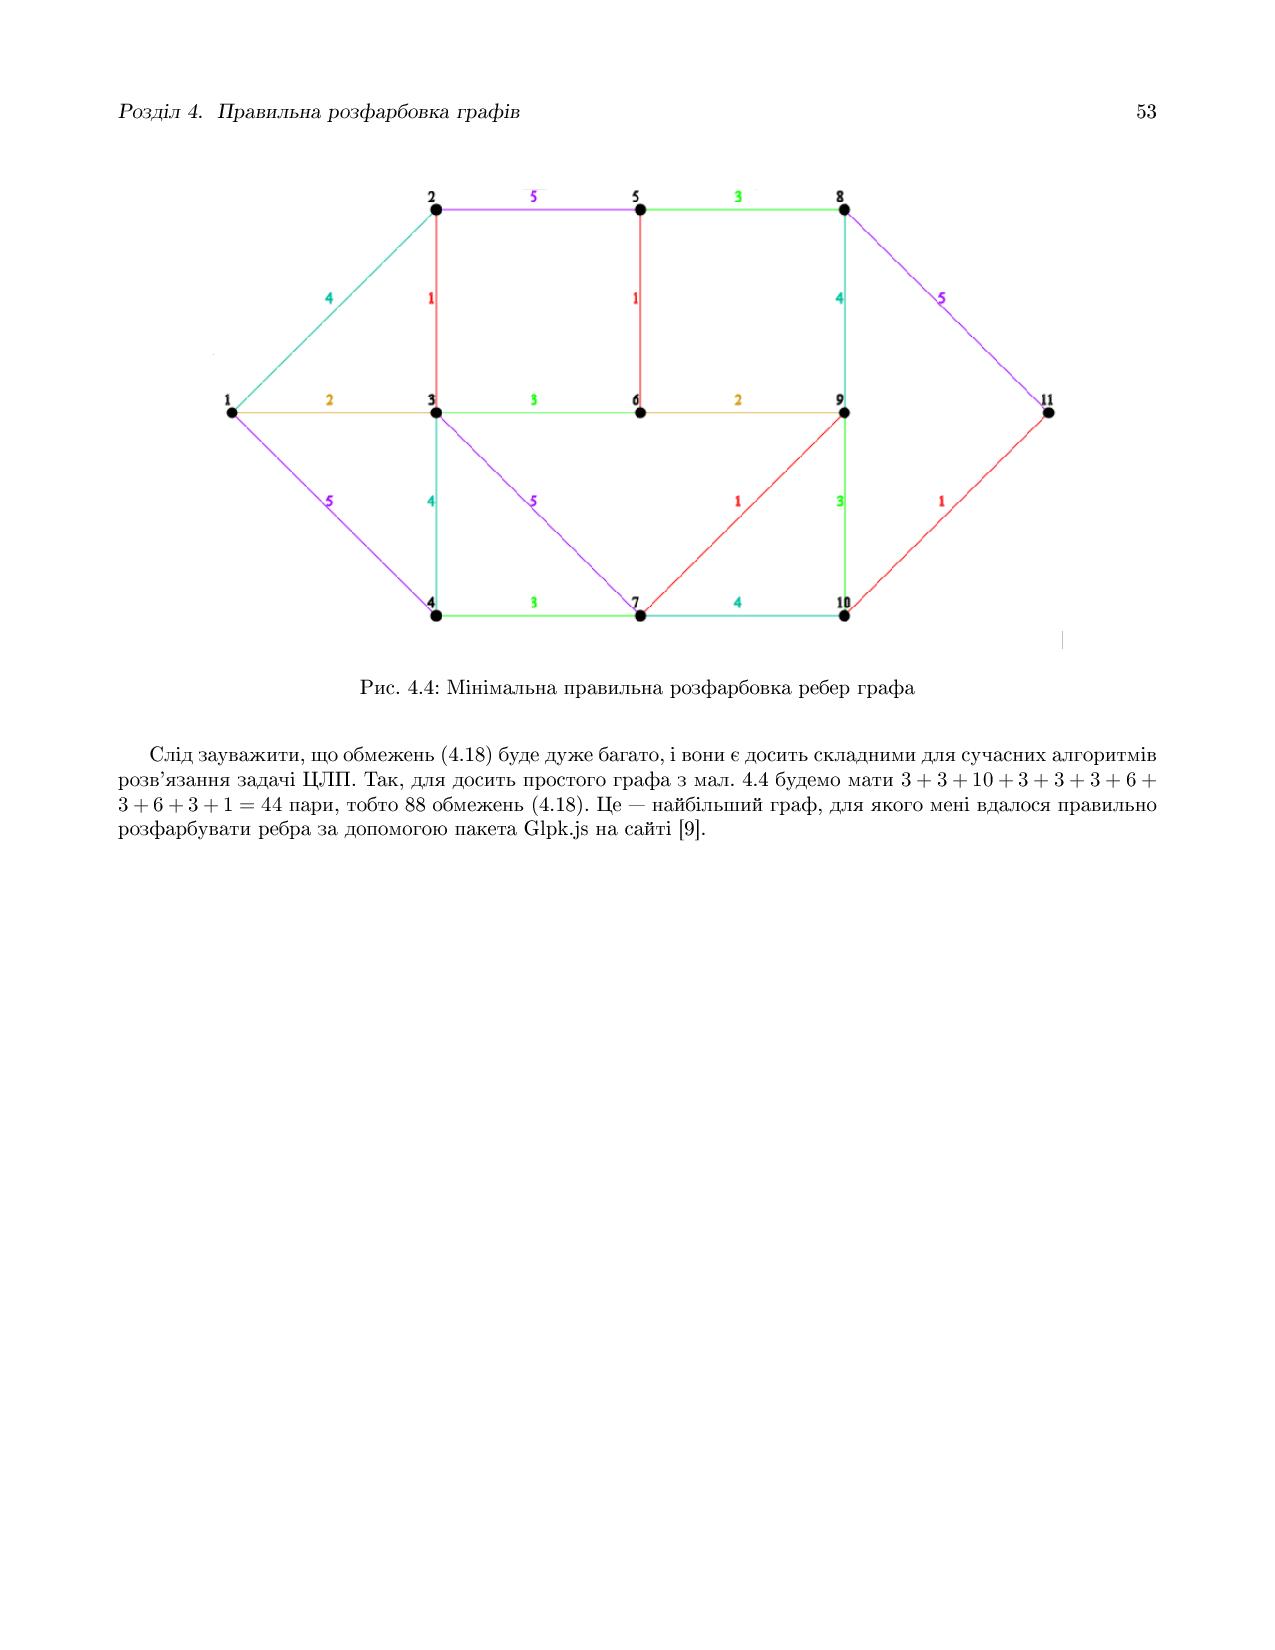 Розділ 4. Правильна розфарбовка графів 53
2 5 5 3 8
4 1 1 4 5
1 2 3 3 6 2 9 11
5 4 5 1 3 1
4 3 7 4 10
Рис. 4.4: Мінімальна правильна розфарбовка ребер графа
Слід зауважити, що обмежень (4.18) буде дуже багато, і вони є досить складними для сучасних алгоритмів
розв'язання задачі ЦЛП. Так, для досить простого графа з мал. 4.4 будемо мати 3 + 3 + 10 + 3 + 3 + 3 + 6 +
3 + 6 + 3 + 1 = 44 пари, тобто 88 обмежень (4.18). Це — найбільший граф, для якого мені вдалося правильно
розфарбувати ребра за допомогою пакета Glpk.js на сайті [9].